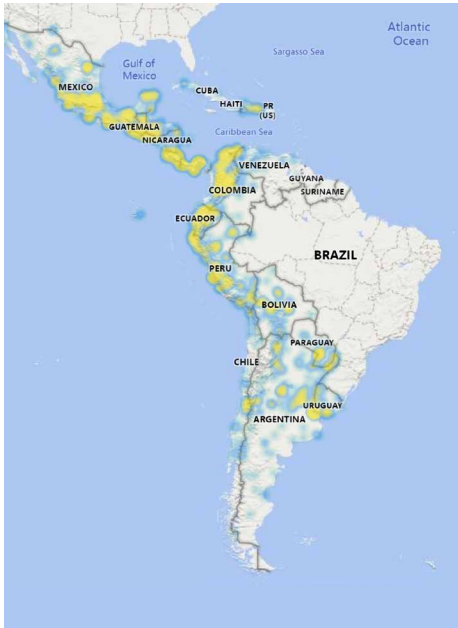 Atlantic
Ocean
Sargasso Sea
Gulf of
Mexico
MEXICO
CUBA
HAITI
PR
(US)
GUATEMALA
Caribbean Sea
NICARAGUA
VENEZUELA
GUYANA
COLOMBIA
SURINAME
ECUADOR
BRAZIL
PERU
BOLIVIA
PARAGUAY
CHILE
URUGUAY
ARGENTINA